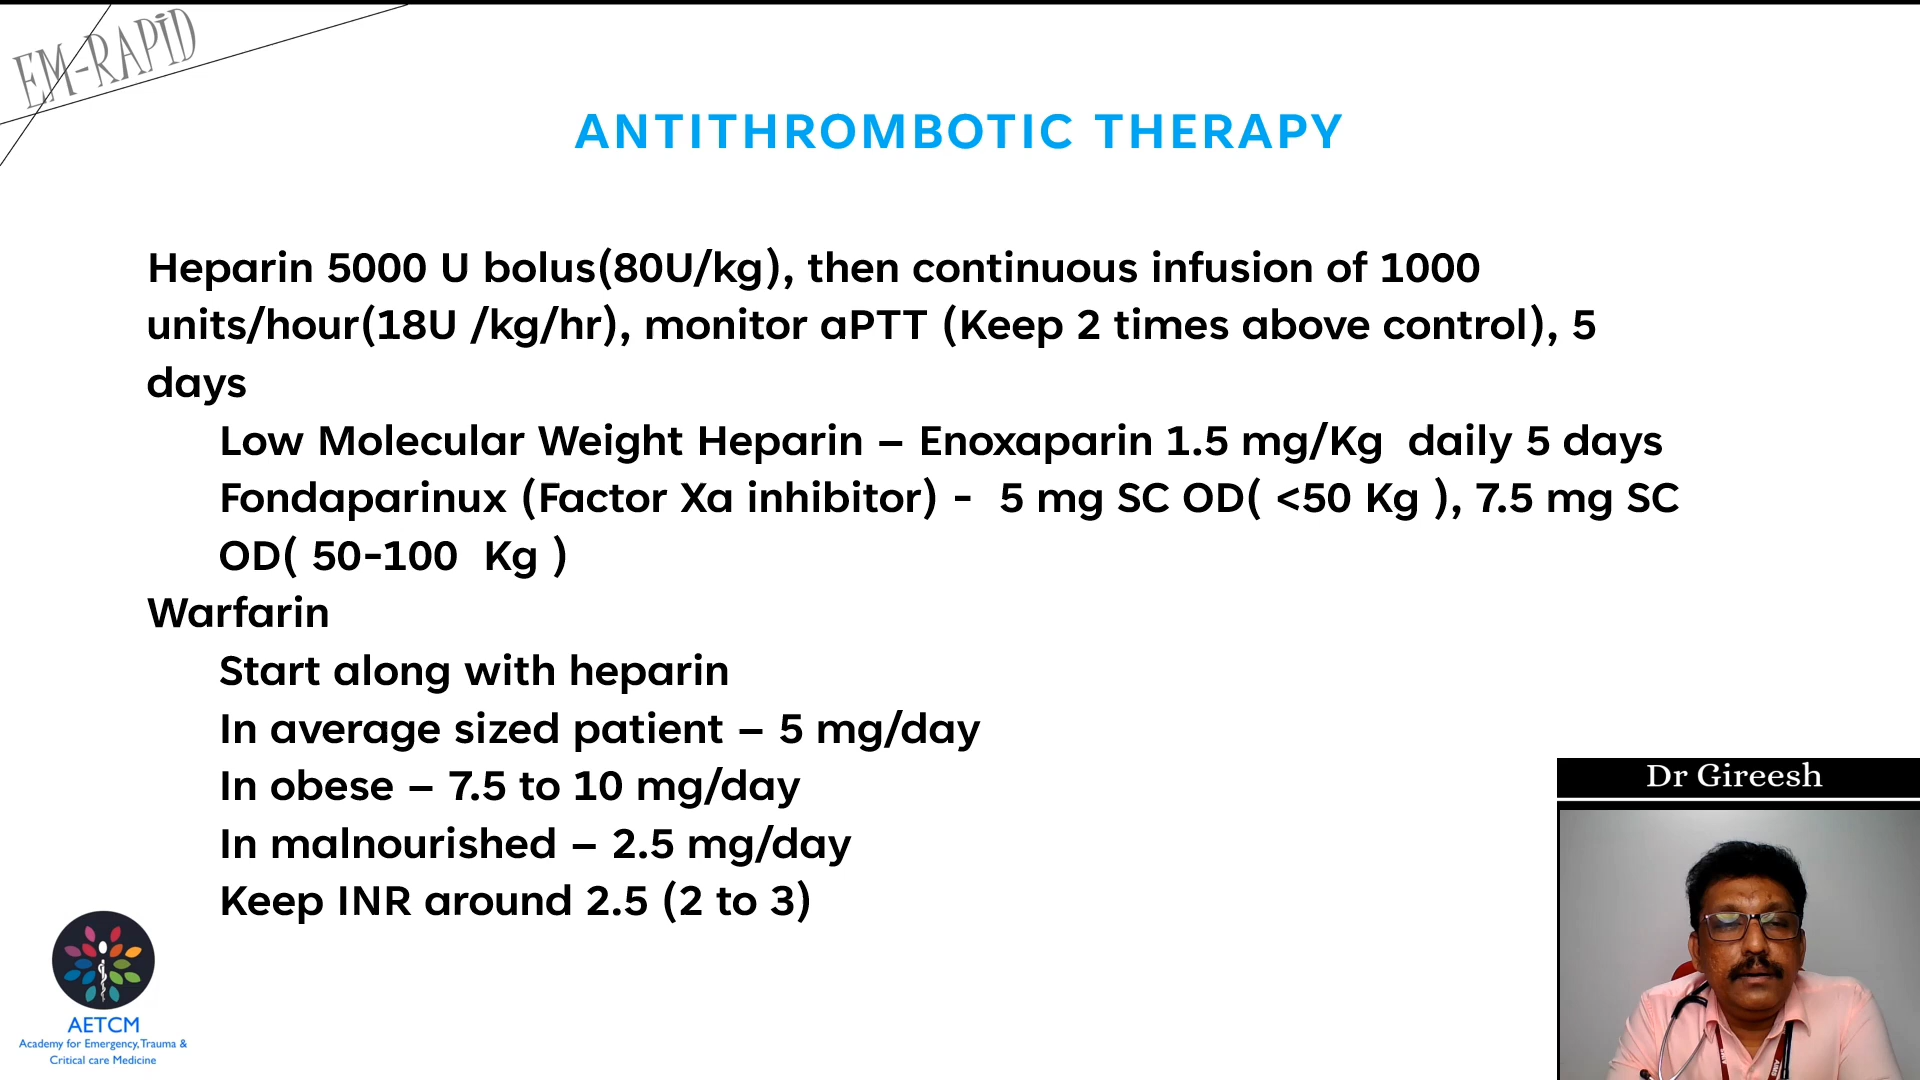 EM-RAPID
ANTITHROMBOTIC THERAPY
Heparin 5000 U bolus(80U/kg), then continuous infusion of 1000
units/hour(18U /kg/hr), monitor aPTT (Keep 2 times above control), 5
days
Low Molecular Weight Heparin – Enoxaparin 1.5 mg/Kg  daily 5 days
Fondaparinux (Factor Xa inhibitor) -  5 mg SC OD( <50 Kg ), 7.5 mg SC
OD( 50-100  Kg )
Warfarin
Start along with heparin
In average sized patient – 5 mg/day
In obese – 7.5 to 10 mg/day
In malnourished – 2.5 mg/day
Keep INR around 2.5 (2 to 3)
Dr Gireesh
AETCM
Academy for Emergency, Trauma &
Critical care Medicine